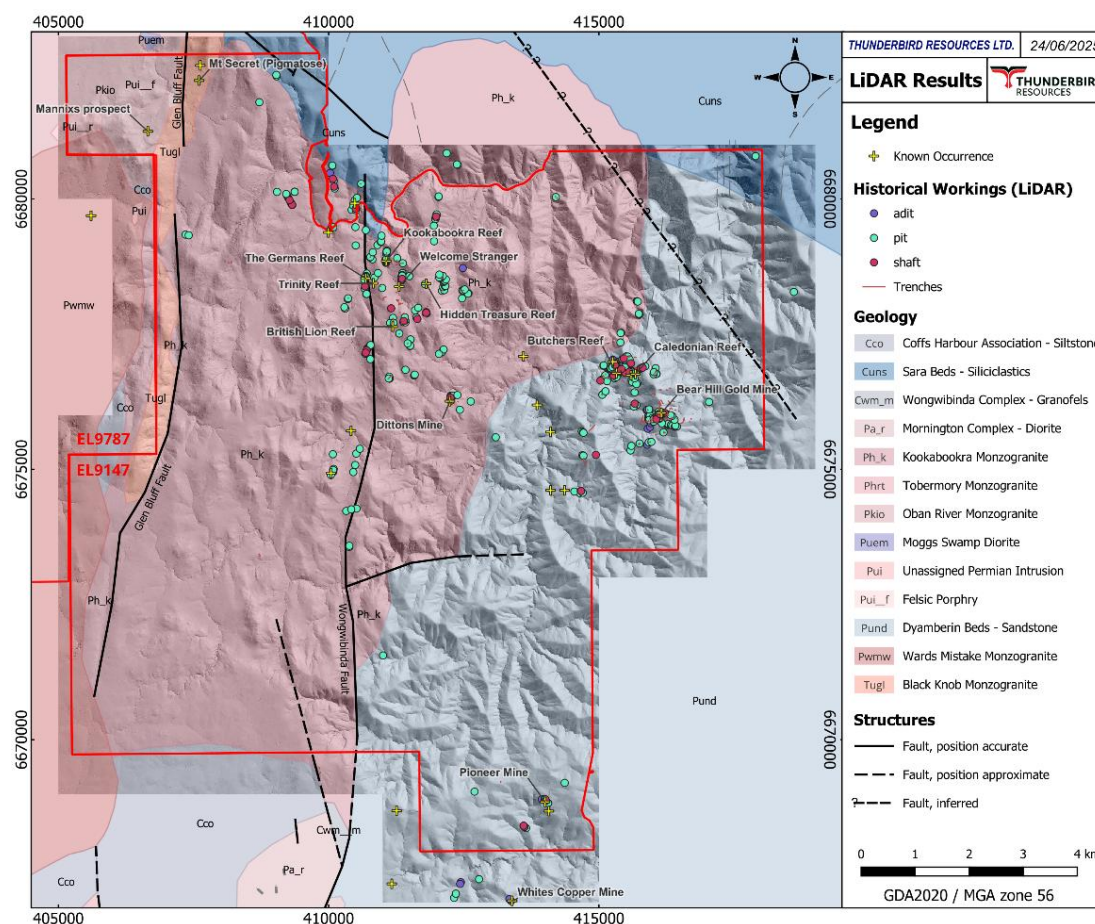 405000
410000
415000
THUNDERBIRD RESOURCES LTD.
24/06/2025
LiDAR Results
THUNDERBIRD
RESOURCES
Legend
Known Occurrence
Historical Workings (LiDAR)
adit
pit
shaft
Trenches
Geology
Cco Coffs Harbour Association - Siltstone
Cuns Sara Beds - Siliciclastics
Cwm_m Wongwibinda Complex - Granofels
Pa_r Mornington Complex - Diorite
Ph_k Kookabookra Monzogranite
Phrt Tobermory Monzogranite
Pkio Oban River Monzogranite
Puem Moggs Swamp Diorite
Pui Unassigned Permian Intrusion
Pui__f Felsic Porphry
Pund Dyamberin Beds - Sandstone
Pwmw Wards Mistake Monzogranite
Tugl Black Knob Monzogranite
Structures
Fault, position accurate
Fault, position approximate
? Fault, inferred
0 1 2 3 4 km
GDA2020 / MGA zone 56
N
W
E
S
Puem
Mt Secret (Pigmatose)
Pui__f
Pkio
Glen Bluff Fault
Mannixs prospect
Pui__r
Tugl
Cuns
Ph_k
Cuns
?
?
?
?
?
?
Cco
Pui
6680000
6680000
Kookabookra Reef
The Germans Reef
Welcome Stranger
Trinity Reef
Ph_k
Hidden Treasure Reef
Pwmw
British Lion Reef
Ph_k
Butchers Reef
Caledonian Reef
Bear Hill Gold Mine
Tugl
Cco
Dittons Mine
EL9787
EL9147
Ph_k
6675000
6675000
Glen Bluff Fault
Ph_k
Ph_k
Wongwibinda Fault
Pund
6670000
6670000
Pioneer Mine
Cco
Cwm__m
Pa_r
Cco
Whites Copper Mine
405000
410000
415000